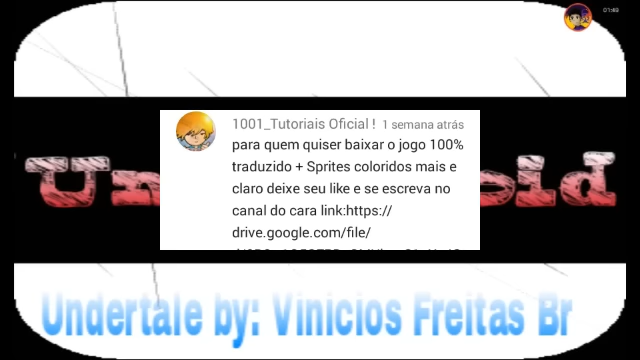 01:49
1001_Tutoriais Oficial ! 1 semana atrás
para quem quiser baixar o jogo 100%
traduzido + Sprites coloridos mais e
claro deixe seu like e se escreva no
canal do cara link:https://
drive.google.com/file/
Un
old
Undertale by: Vinicios Freitas Br